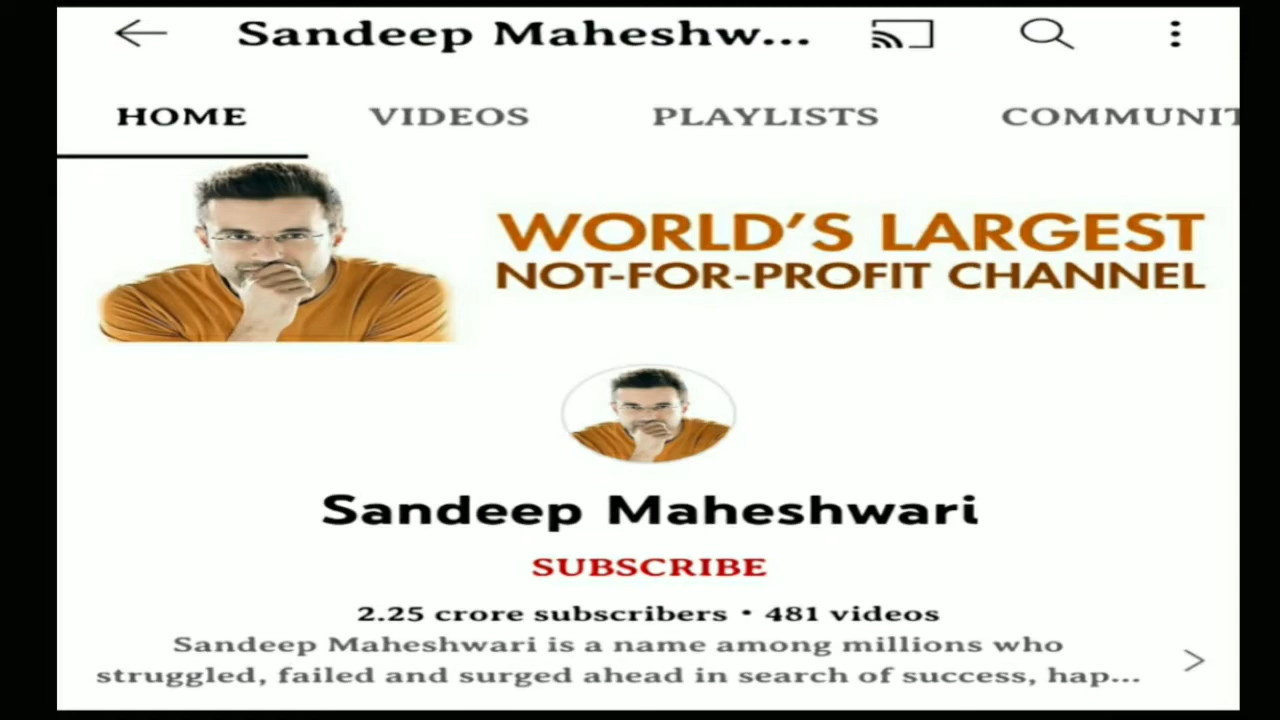 Sandeep Maheshw...
HOME VIDEOS PLAYLISTS COMMUNIT
WORLD'S LARGEST
NOT-FOR-PROFIT CHANNEL
Sandeep Maheshwari
SUBSCRIBE
2.25 crore subscribers • 481 videos
Sandeep Maheshwari is a name among millions who
struggled, failed and surged ahead in search of success, hap...